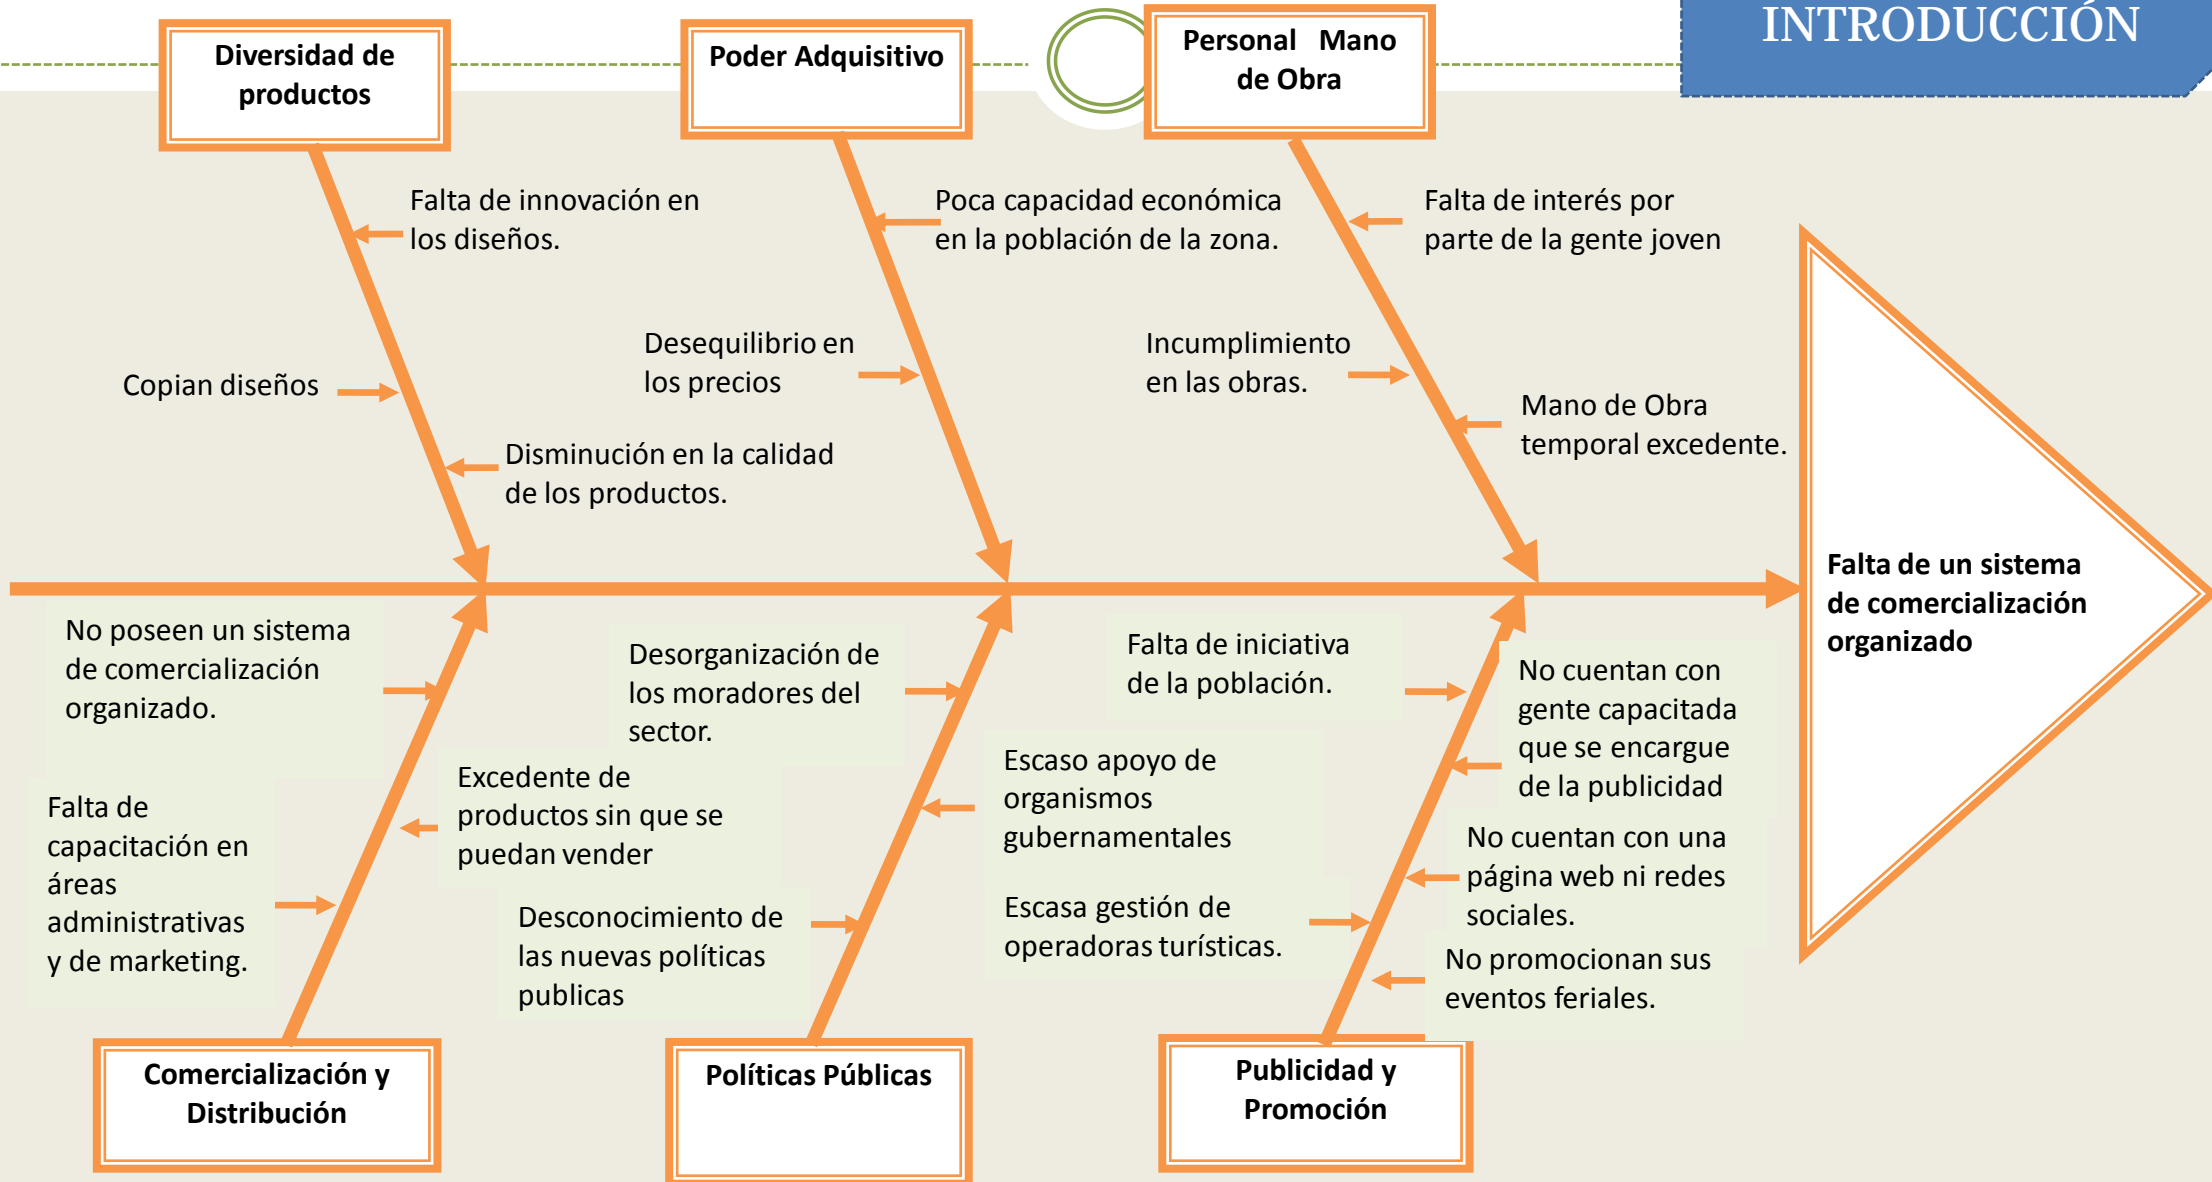 INTRODUCCIÓN
Diversidad de
productos
Poder Adquisitivo
Personal Mano
de Obra
Falta de innovación en
los diseños.
Copian diseños
Disminución en la calidad
de los productos.
Poca capacidad económica
en la población de la zona.
Desequilibrio en
los precios
Falta de interés por
parte de la gente joven
Incumplimiento
en las obras.
Mano de Obra
temporal excedente.
Falta de un sistema
de comercialización
organizado
No poseen un sistema
de comercialización
organizado.
Falta de
capacitación en
áreas
administrativas
y de marketing.
Excedente de
productos sin que se
puedan vender
Desorganización de
los moradores del
sector.
Desconocimiento de
las nuevas políticas
publicas
Escaso apoyo de
organismos
gubernamentales
Falta de iniciativa
de la población.
Escasa gestión de
operadoras turísticas.
No cuentan con
gente capacitada
que se encargue
de la publicidad
No cuentan con una
página web ni redes
sociales.
No promocionan sus
eventos feriales.
Comercialización y
Distribución
Políticas Públicas
Publicidad y
Promoción